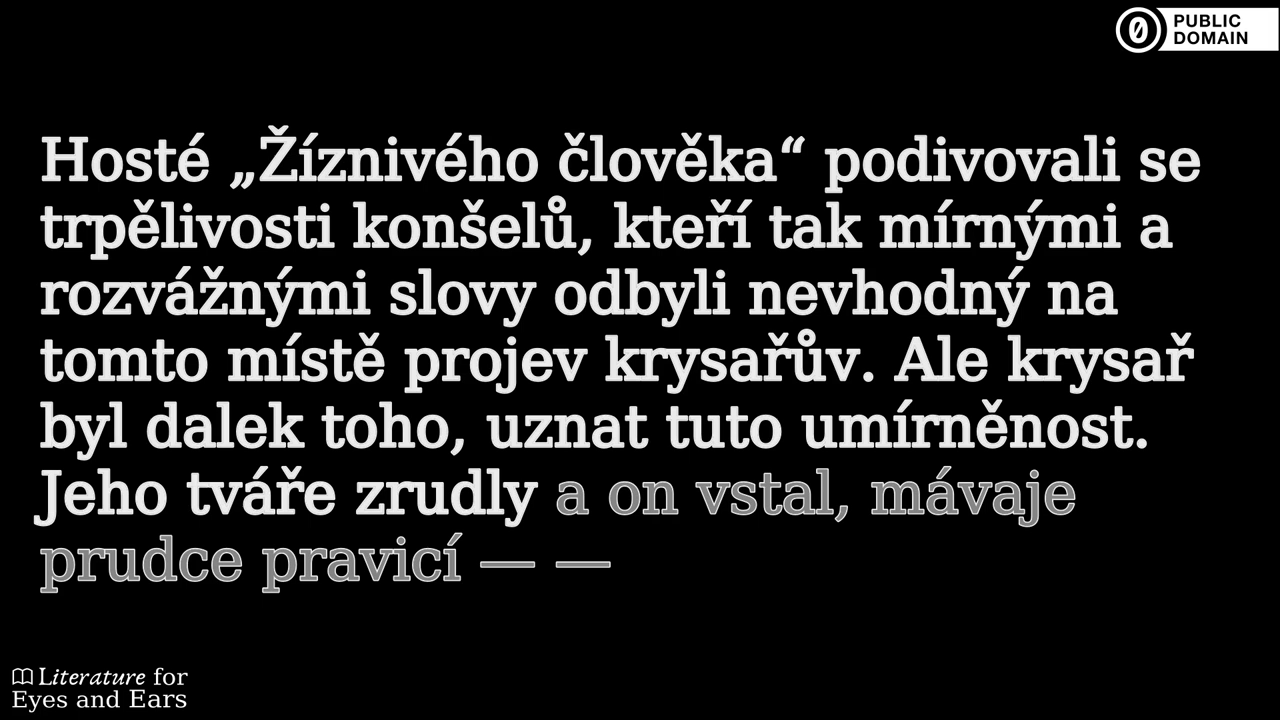 0 PUBLIC
DOMAIN
Hosté „Žíznivého člověka“ podivovali se
trpělivosti konšelů, kteří tak mírnými a
rozvážnými slovy odbyli nevhodný na
tomto místě projev krysařův. Ale krysař
byl dalek toho, uznat tuto umírněnost.
Jeho tváře zrudly a on vstal, mávaje
prudce pravicí — —
Literature for
Eyes and Ears